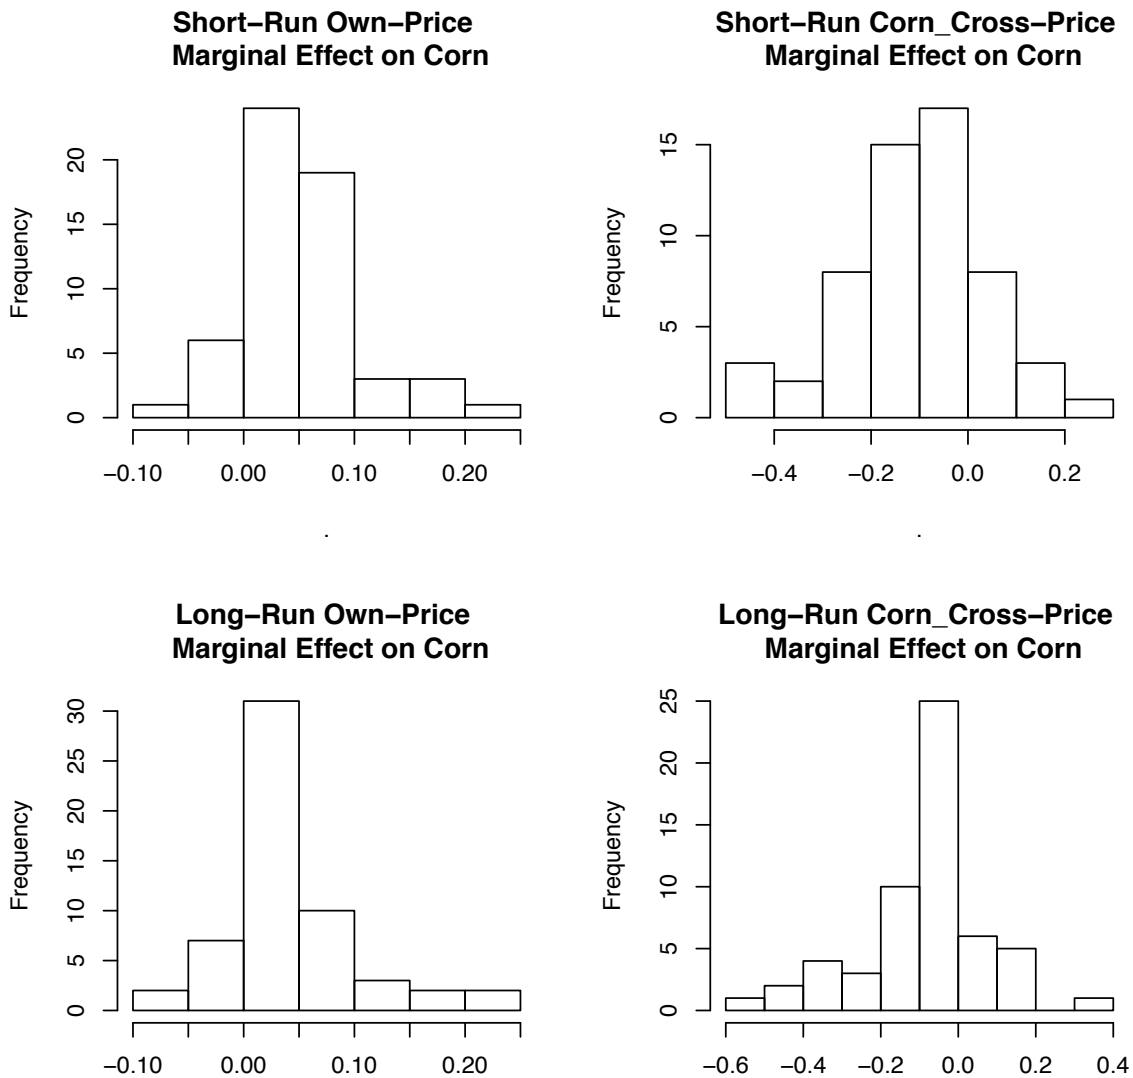 Short−Run Own−Price
Marginal Effect on Corn
Frequency
20
15
10
5
0
−0.10 0.00 0.10 0.20
.
Short−Run Corn_Cross−Price
Marginal Effect on Corn
Frequency
15
10
5
0
−0.4 −0.2 0.0 0.2
.
Long−Run Own−Price
Marginal Effect on Corn
Frequency
30
25
20
15
10
5
0
−0.10 0.00 0.10 0.20
Long−Run Corn_Cross−Price
Marginal Effect on Corn
Frequency
25
20
15
10
5
0
−0.6 −0.4 −0.2 0.0 0.2 0.4